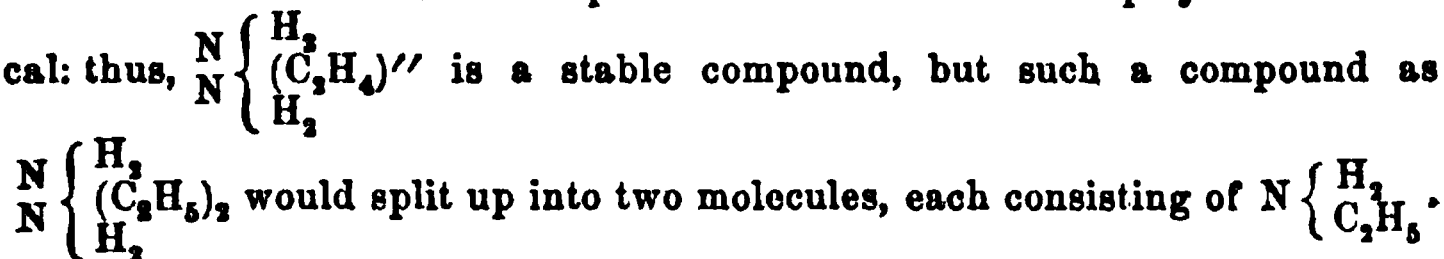 cal: thus, N N { H₂ (C₂H₄)″ H₂ is a stable compound, but such a compound as
N N { H₂ (C₂H₅)₂ H₂ would split up into two molecules, each consisting of N { H₂ C₂H₅ .